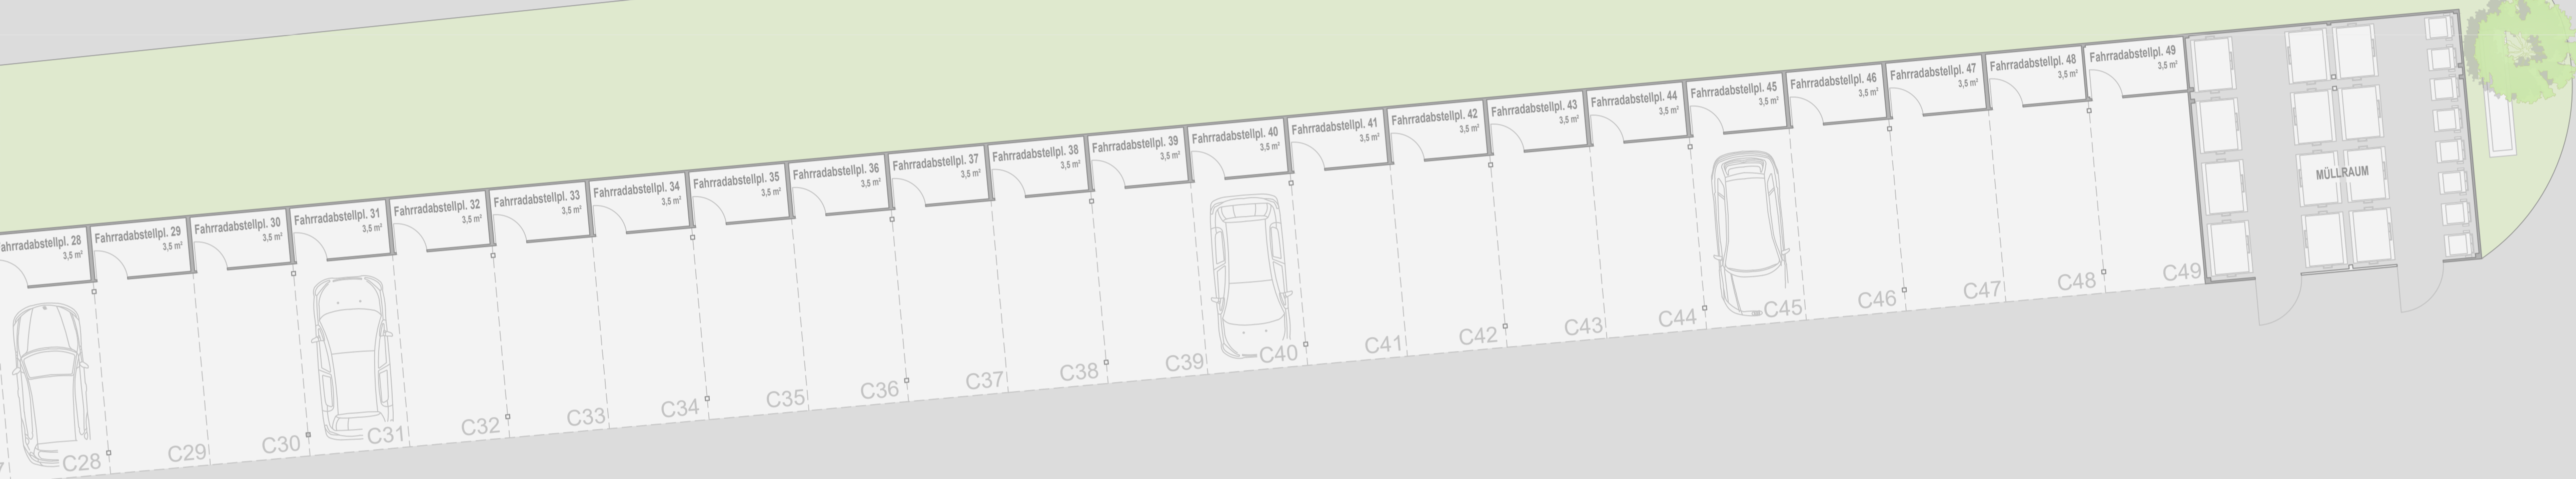 ahrradabstellpl. 28
3,5 m²
Fahrradabstellpl. 29
3,5 m²
Fahrradabstellpl. 30
3,5 m²
Fahrradabstellpl. 31
3,5 m²
Fahrradabstellpl. 32
3,5 m²
Fahrradabstellpl. 33
3,5 m²
Fahrradabstellpl. 34
3,5 m²
Fahrradabstellpl. 35
3,5 m²
Fahrradabstellpl. 36
3,5 m²
Fahrradabstellpl. 37
3,5 m²
Fahrradabstellpl. 38
3,5 m²
Fahrradabstellpl. 39
3,5 m²
Fahrradabstellpl. 40
3,5 m²
Fahrradabstellpl. 41
3,5 m²
Fahrradabstellpl. 42
3,5 m²
Fahrradabstellpl. 43
3,5 m²
Fahrradabstellpl. 44
3,5 m²
Fahrradabstellpl. 45
3,5 m²
Fahrradabstellpl. 46
3,5 m²
Fahrradabstellpl. 47
3,5 m²
Fahrradabstellpl. 48
3,5 m²
Fahrradabstellpl. 49
3,5 m²
MÜLLRAUM
C28
C29
C30
C31
C32
C33
C34
C35
C36
C37
C38
C39
C40
C41
C42
C43
C44
C45
C46
C47
C48
C49